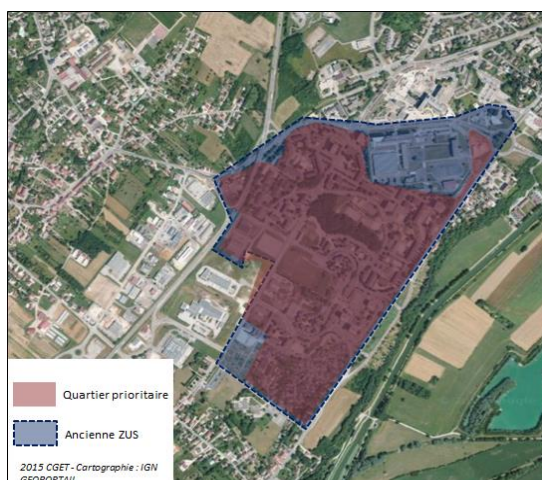 Quartier prioritaire
Ancienne ZUS
2015 CGET - Cartographie : IGN
GEOPORTAIL